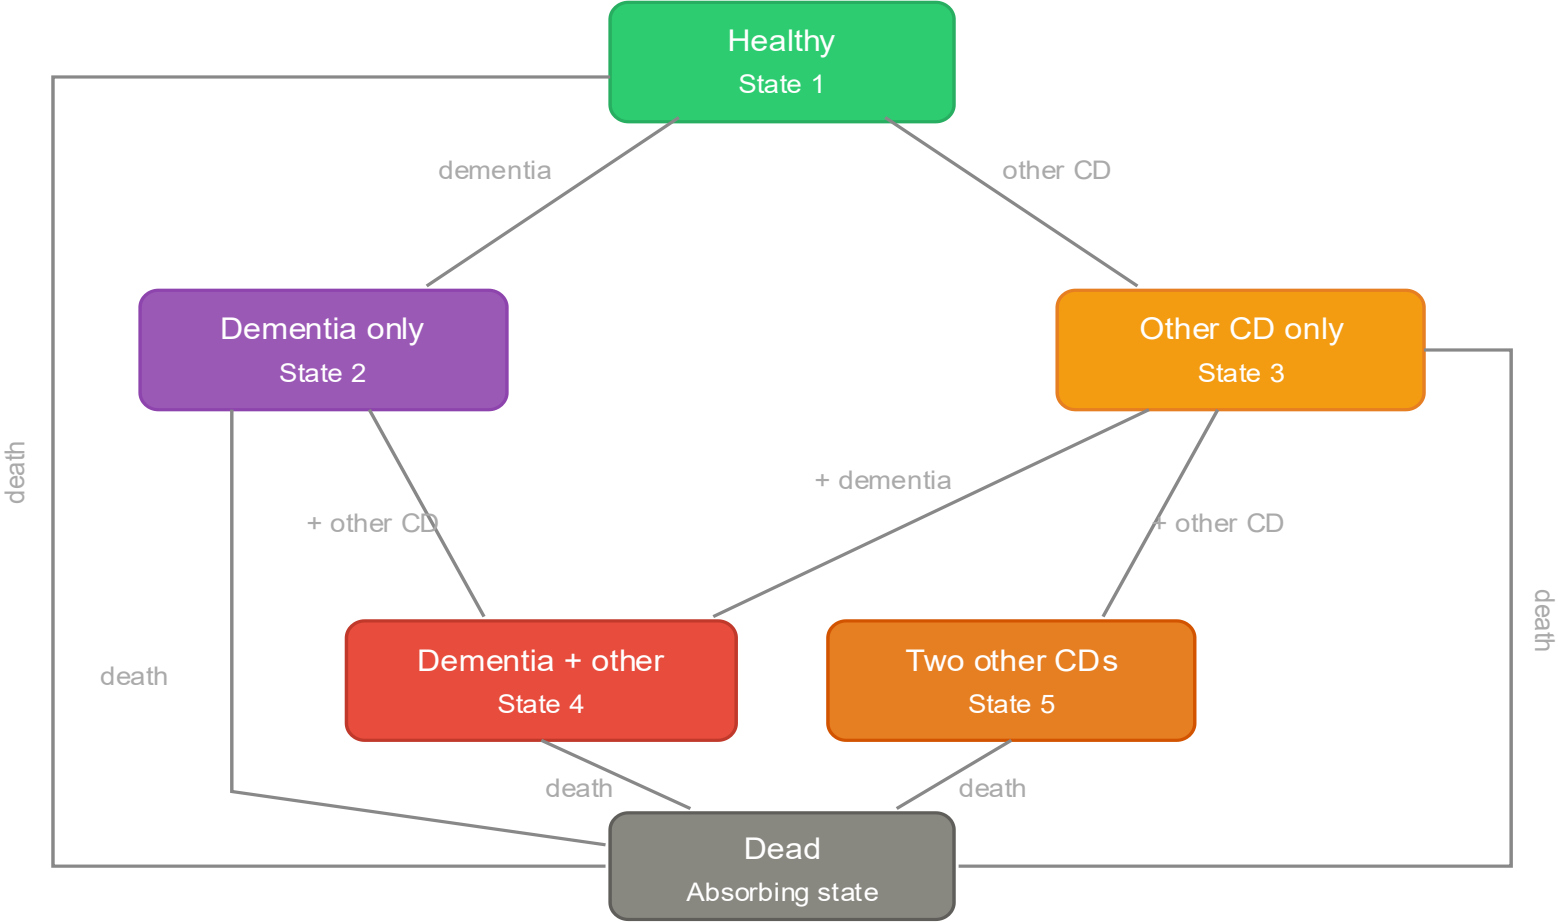 Healthy
State 1
dementia
other CD
Dementia only
State 2
Other CD only
State 3
death
+ dementia
+ other CD
+ other CD
death
death
Dementia + other
State 4
Two other CDs
State 5
death
death
Dead
Absorbing state